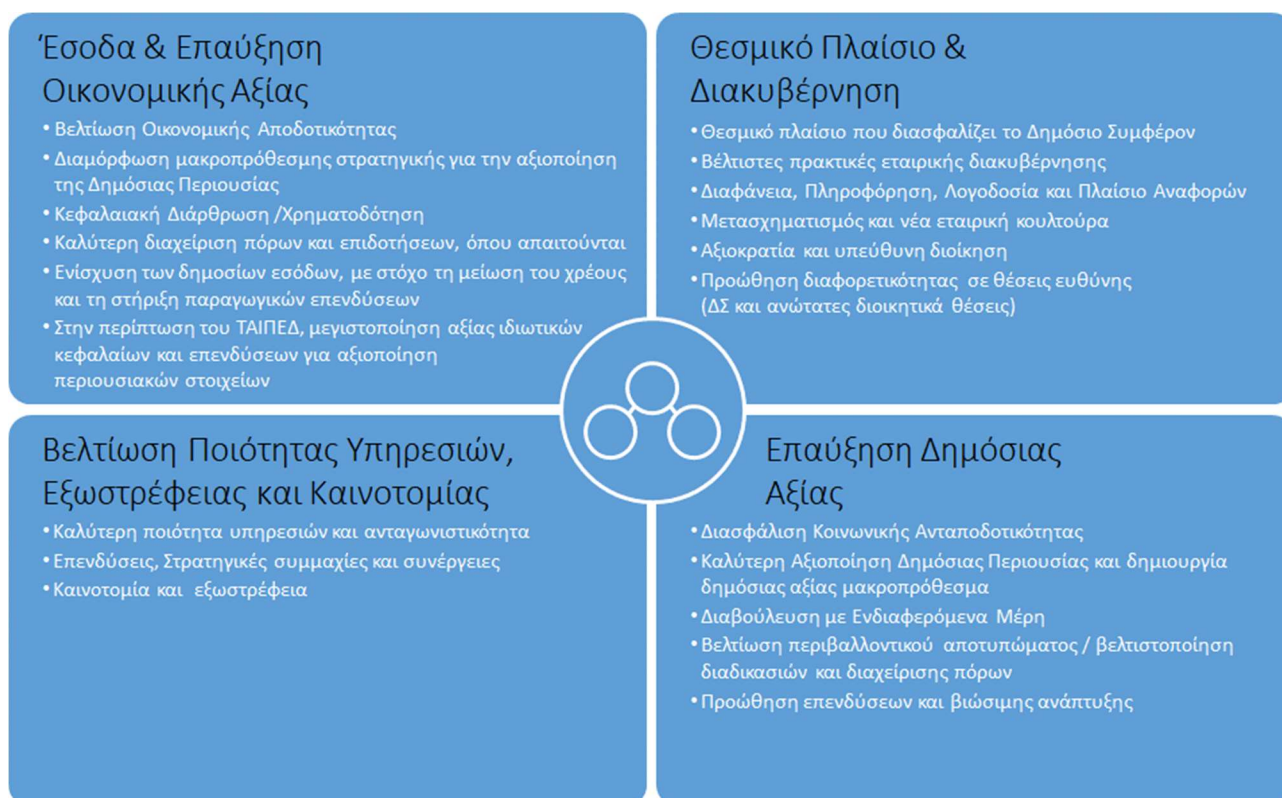 Έσοδα & Επαύξηση
Οικονομικής Αξίας
• Βελτίωση Οικονομικής Αποδοτικότητας
• Διαμόρφωση μακροπρόθεσμης στρατηγικής για την αξιοποίηση
της Δημόσιας Περιουσίας
• Κεφαλαιακή Διάρθρωση /Χρηματοδότηση
• Καλύτερη διαχείριση πόρων και επιδοτήσεων, όπου απαιτούνται
• Ενίσχυση των δημοσίων εσόδων, με στόχο τη μείωση του χρέους
και τη στήριξη παραγωγικών επενδύσεων
• Στην περίπτωση του ΤΑΙΠΕΔ, μεγιστοποίηση αξίας ιδιωτικών
κεφαλαίων και επενδύσεων για αξιοποίηση
περιουσιακών στοιχείων
Θεσμικό Πλαίσιο &
Διακυβέρνηση
• Θεσμικό πλαίσιο που διασφαλίζει το Δημόσιο Συμφέρον
• Βέλτιστες πρακτικές εταιρικής διακυβέρνησης
• Διαφάνεια, Πληροφόρηση, Λογοδοσία και Πλαίσιο Αναφορών
• Μετασχηματισμός και νέα εταιρική κουλτούρα
• Αξιοκρατία και υπεύθυνη διοίκηση
• Προώθηση διαφορετικότητας σε θέσεις ευθύνης
(ΔΣ και ανώτατες διοικητικά θέσεις)
Βελτίωση Ποιότητας Υπηρεσιών,
Εξωστρέφειας και Καινοτομίας
• Καλύτερη ποιότητα υπηρεσιών και ανταγωνιστικότητα
• Επενδύσεις, Στρατηγικές συμμαχίες και συνέργειες
• Καινοτομία και εξωστρέφεια
Επαύξηση Δημόσιας
Αξίας
• Διασφάλιση Κοινωνικής Ανταποδοτικότητας
• Καλύτερη Αξιοποίηση Δημόσιας Περιουσίας και δημιουργία
δημόσιας αξίας μακροπρόθεσμα
• Διαβούλευση με Ενδιαφερόμενα Μέρη
• Βελτίωση περιβαλλοντικού αποτυπώματος / βελτιστοποίηση
διαδικασιών και διαχείρισης πόρων
• Προώθηση επενδύσεων και βιώσιμης ανάπτυξης